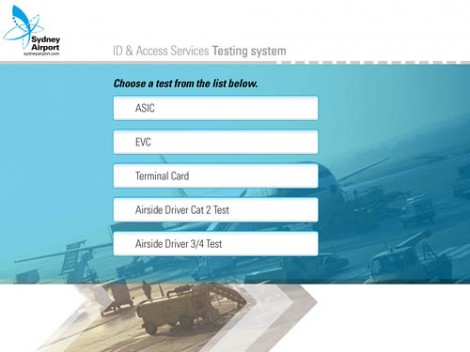 Sydney
Airport
sydneyairport.com
ID & Access Services Testing system
Choose a test from the list below.
ASIC
EVC
Terminal Card
Airside Driver Cat 2 Test
Airside Driver 3/4 Test